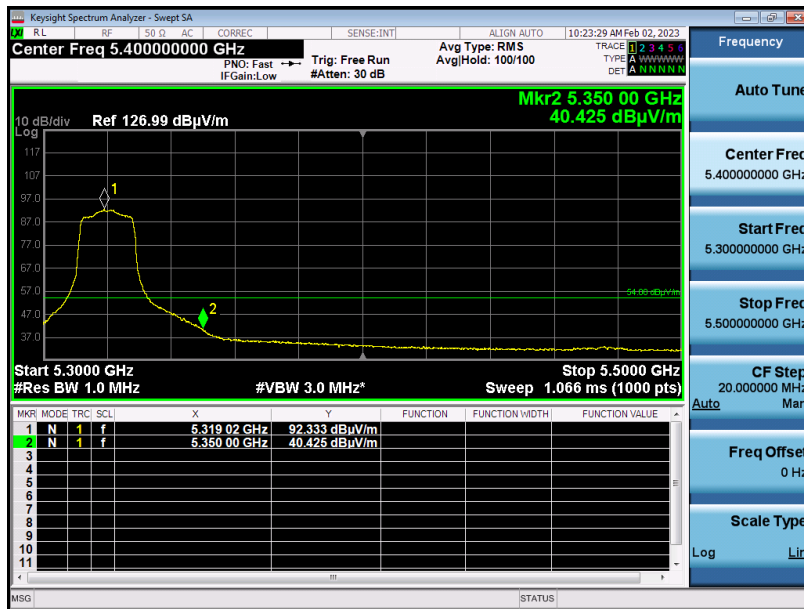 Keysight Spectrum Analyzer - Swept SA
LXI RL RF 50 Ω AC CORREC SENSE:INT ALIGN AUTO 10:23:29 AM Feb 02, 2023
Center Freq 5.400000000 GHz
PNO: Fast
IFGain:Low
Trig: Free Run
#Atten: 30 dB
Avg Type: RMS
Avg|Hold: 100/100
TRACE 1 2 3 4 5 6
TYPE A WWWWW
DET A N N N N N
Mkr2 5.350 00 GHz
40.425 dBµV/m
10 dB/div Ref 126.99 dBµV/m
Log
117
107
97.0
87.0
77.0
67.0
57.0
47.0
37.0
1
2
54.00 dBµV/m
Start 5.3000 GHz Stop 5.5000 GHz
#Res BW 1.0 MHz #VBW 3.0 MHz* Sweep 1.066 ms (1000 pts)
MKR MODE TRC SCL X Y FUNCTION FUNCTION WIDTH FUNCTION VALUE
1 N 1 f 5.319 02 GHz 92.333 dBµV/m
2 N 1 f 5.350 00 GHz 40.425 dBµV/m
3
4
5
6
7
8
9
10
11
MSG STATUS
Frequency
Auto Tune
Center Freq
5.400000000 GHz
Start Freq
5.300000000 GHz
Stop Freq
5.500000000 GHz
CF Step
20.000000 MHz
Auto Man
Freq Offset
0 Hz
Scale Type
Log Lin